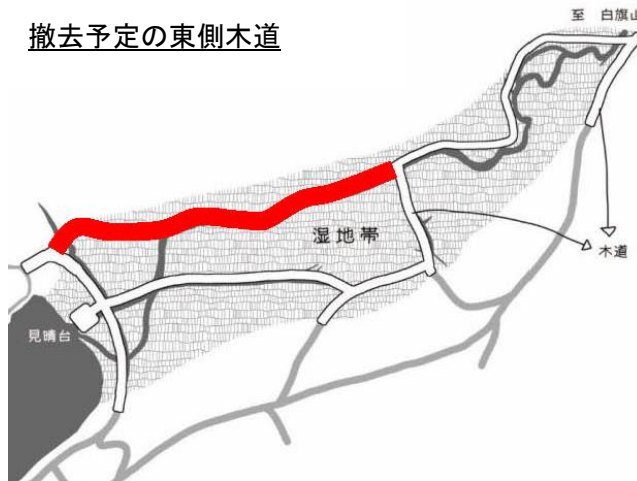 撤去予定の東側木道
至 白旗山
湿地帯
木道
見晴台